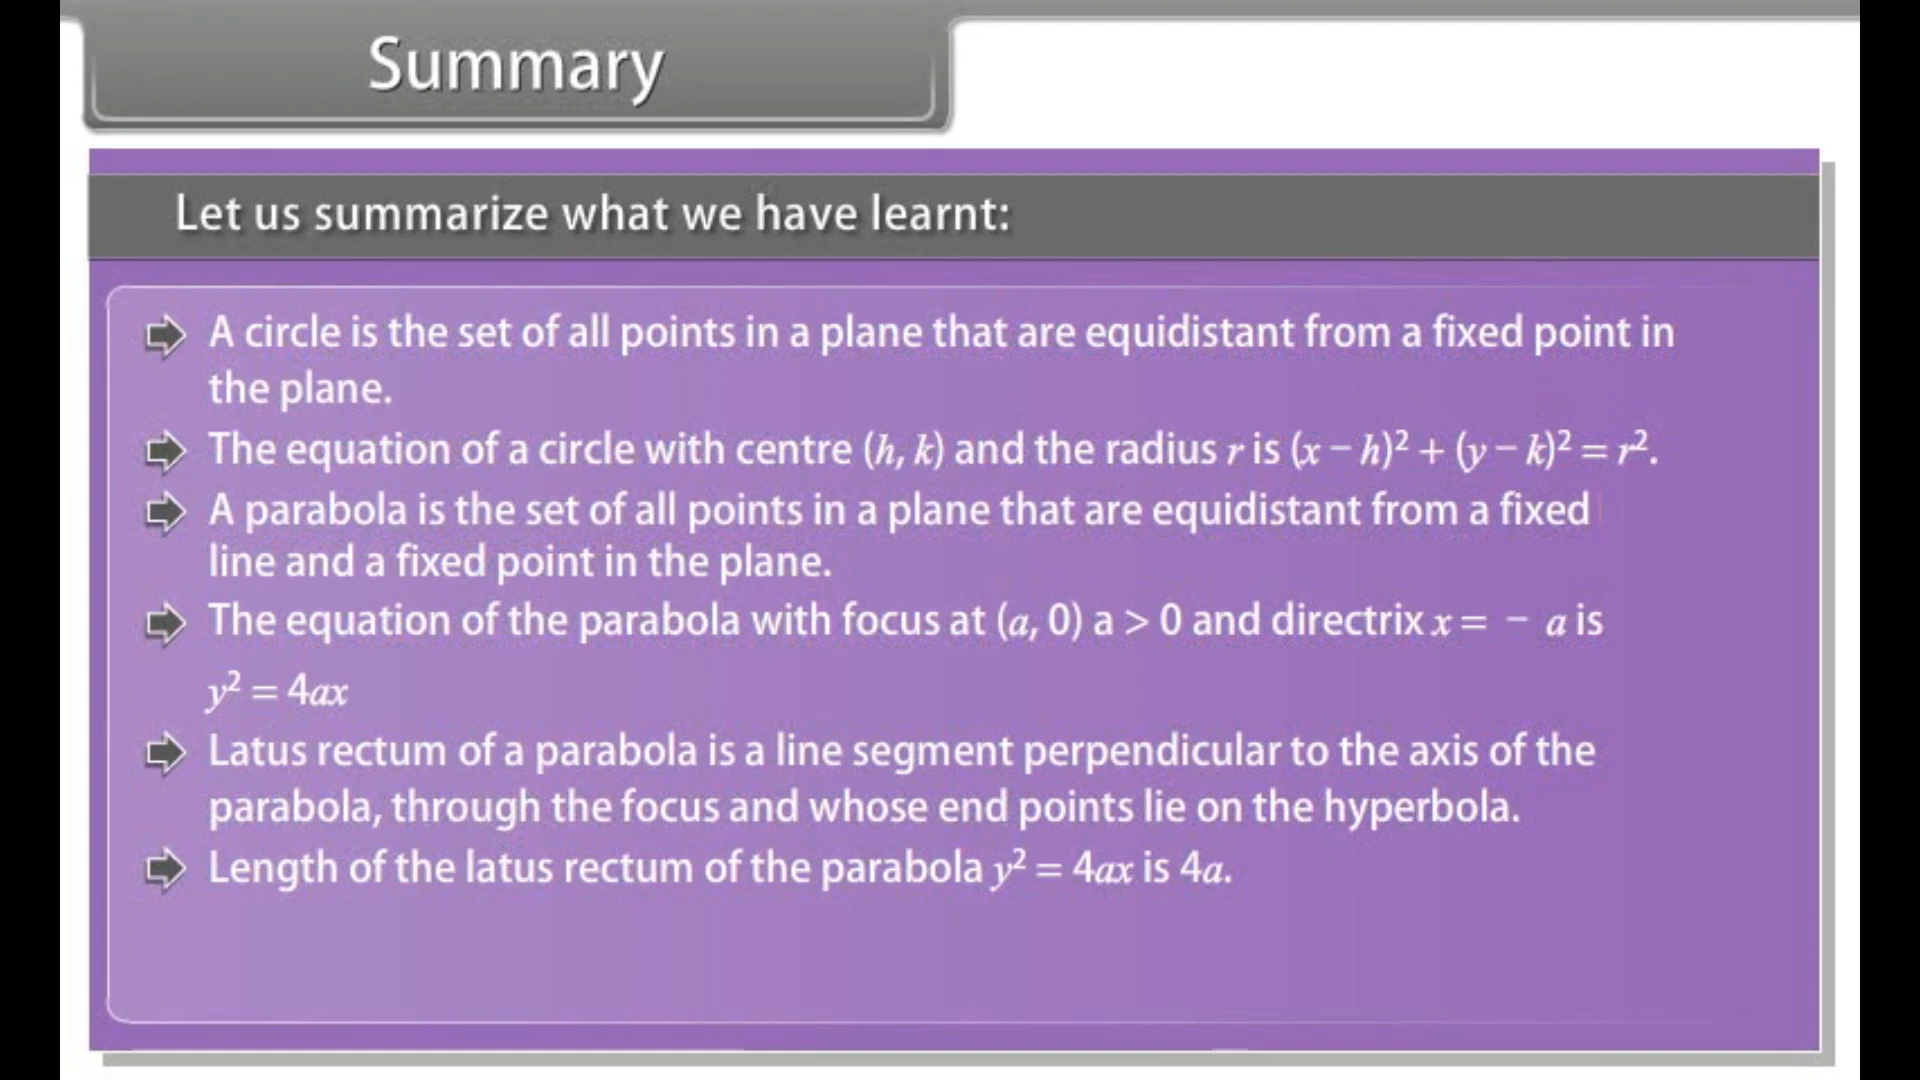 Summary
Let us summarize what we have learnt:
A circle is the set of all points in a plane that are equidistant from a fixed point in
the plane.
The equation of a circle with centre (h, k) and the radius r is (x − h)² + (y − k)² = r².
A parabola is the set of all points in a plane that are equidistant from a fixed
line and a fixed point in the plane.
The equation of the parabola with focus at (a, 0) a > 0 and directrix x = − a is
y² = 4ax
Latus rectum of a parabola is a line segment perpendicular to the axis of the
parabola, through the focus and whose end points lie on the hyperbola.
Length of the latus rectum of the parabola y² = 4ax is 4a.